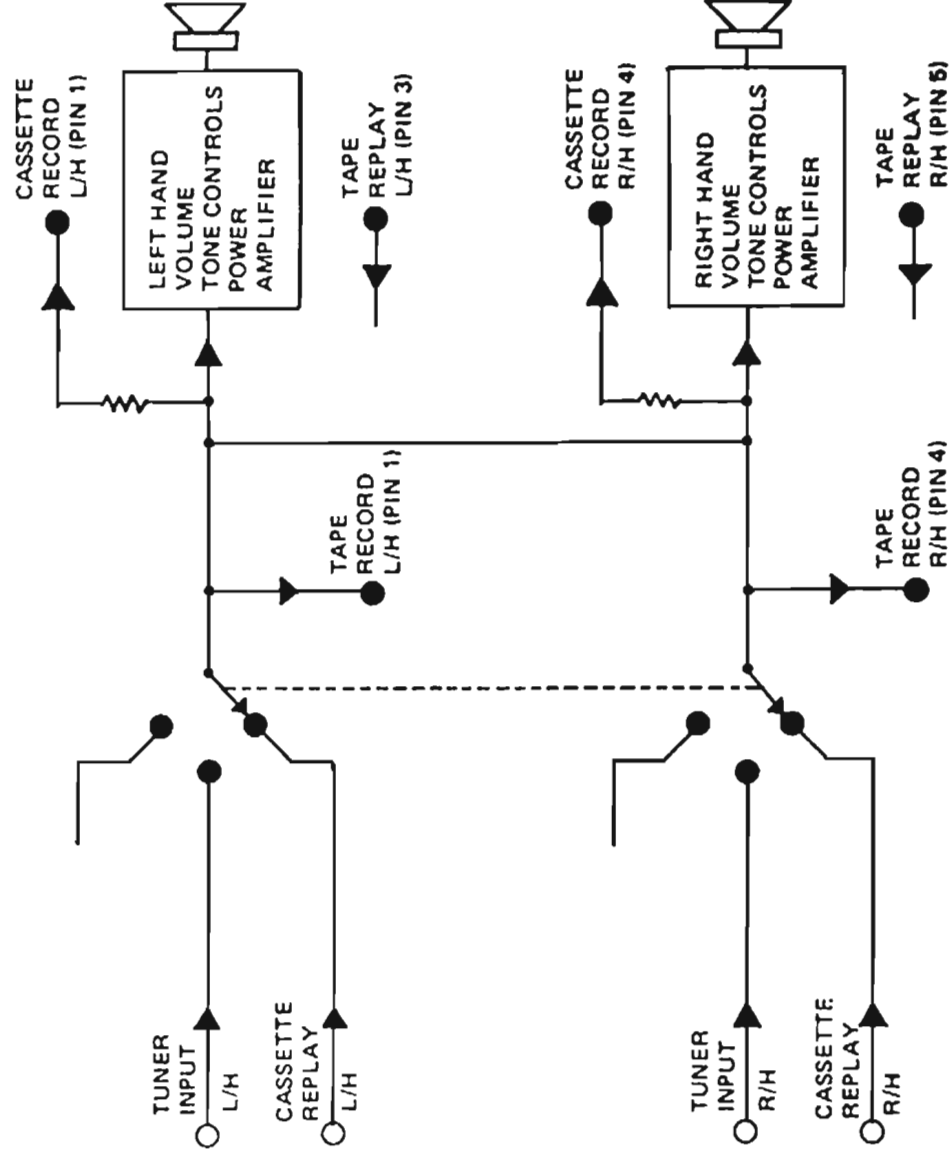 CASSETTE
RECORD
L/H (PIN 1)
LEFT HAND
VOLUME
TONE CONTROLS
POWER
AMPLIFIER
TAPE
REPLAY
L/H (PIN 3)
CASSETTE
RECORD
R/H (PIN 4)
RIGHT HAND
VOLUME
TONE CONTROLS
POWER
AMPLIFIER
TAPE
REPLAY
R/H (PIN 5)
TAPE
RECORD
L/H (PIN 1)
TAPE
RECORD
R/H (PIN 4)
TUNER
INPUT
L/H
CASSETTE
REPLAY
L/H
TUNER
INPUT
R/H
CASSETTE
REPLAY
R/H